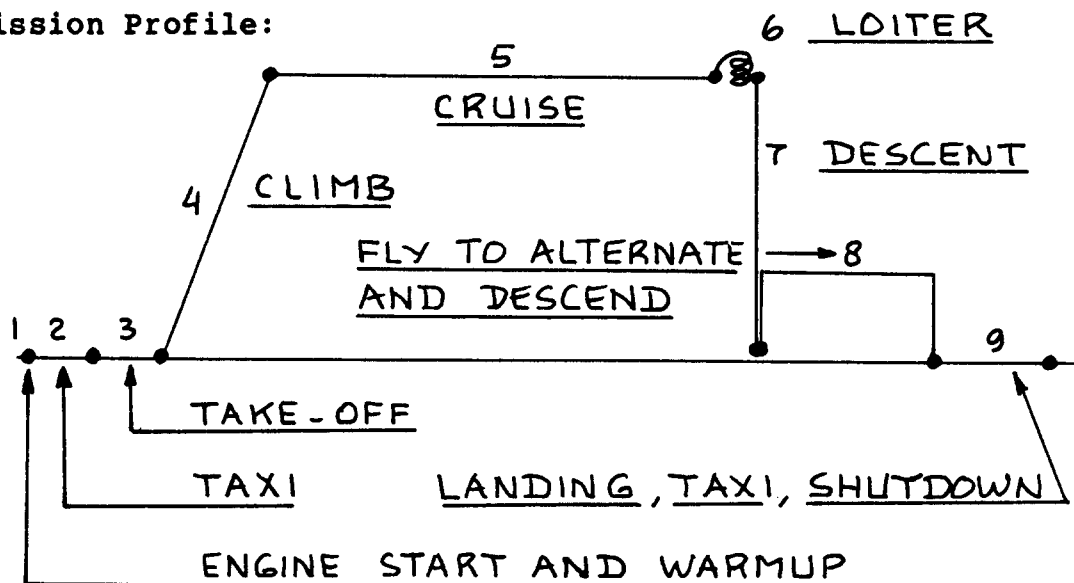 ission Profile:
6 LOITER
5
CRUISE
7 DESCENT
4 CLIMB
FLY TO ALTERNATE 8
AND DESCEND
1 2 3
9
TAKE-OFF
TAXI
LANDING, TAXI, SHUTDOWN
ENGINE START AND WARMUP